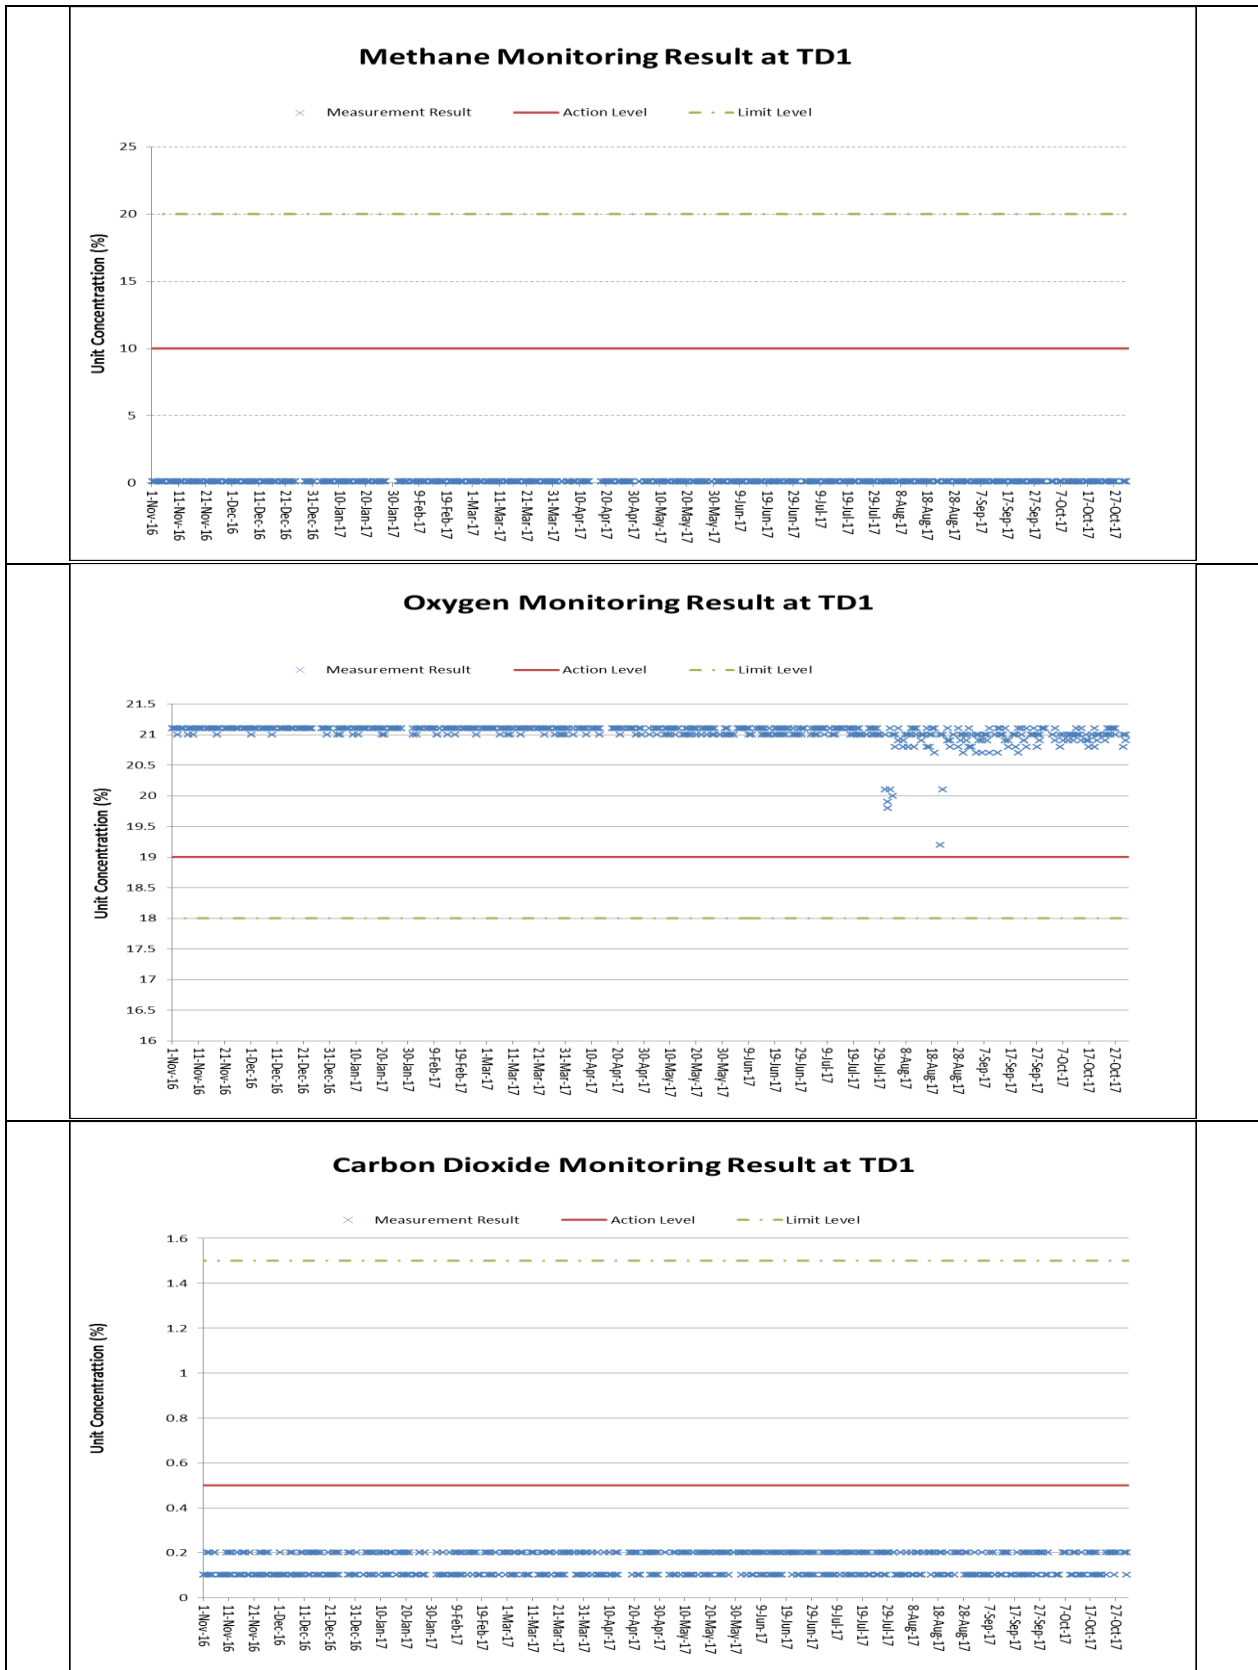 Methane Monitoring Result at TD1
Measurement Result Action Level Limit Level
Unit Concentrattion (%)
25
20
15
10
5
0
1-Nov-16 11-Nov-16 21-Nov-16 1-Dec-16 11-Dec-16 21-Dec-16 31-Dec-16 10-Jan-17 20-Jan-17 30-Jan-17 9-Feb-17 19-Feb-17 1-Mar-17 11-Mar-17 21-Mar-17 31-Mar-17 10-Apr-17 20-Apr-17 30-Apr-17 10-May-17 20-May-17 30-May-17 9-Jun-17 19-Jun-17 29-Jun-17 9-Jul-17 19-Jul-17 29-Jul-17 8-Aug-17 18-Aug-17 28-Aug-17 7-Sep-17 17-Sep-17 27-Sep-17 7-Oct-17 17-Oct-17 27-Oct-17
Oxygen Monitoring Result at TD1
Measurement Result Action Level Limit Level
Unit Concentrattion (%)
21.5
21
20.5
20
19.5
19
18.5
18
17.5
17
16.5
16
1-Nov-16 11-Nov-16 21-Nov-16 1-Dec-16 11-Dec-16 21-Dec-16 31-Dec-16 10-Jan-17 20-Jan-17 30-Jan-17 9-Feb-17 19-Feb-17 1-Mar-17 11-Mar-17 21-Mar-17 31-Mar-17 10-Apr-17 20-Apr-17 30-Apr-17 10-May-17 20-May-17 30-May-17 9-Jun-17 19-Jun-17 29-Jun-17 9-Jul-17 19-Jul-17 29-Jul-17 8-Aug-17 18-Aug-17 28-Aug-17 7-Sep-17 17-Sep-17 27-Sep-17 7-Oct-17 17-Oct-17 27-Oct-17
Carbon Dioxide Monitoring Result at TD1
Measurement Result Action Level Limit Level
Unit Concentrattion (%)
1.6
1.4
1.2
1
0.8
0.6
0.4
0.2
0
1-Nov-16 11-Nov-16 21-Nov-16 1-Dec-16 11-Dec-16 21-Dec-16 31-Dec-16 10-Jan-17 20-Jan-17 30-Jan-17 9-Feb-17 19-Feb-17 1-Mar-17 11-Mar-17 21-Mar-17 31-Mar-17 10-Apr-17 20-Apr-17 30-Apr-17 10-May-17 20-May-17 30-May-17 9-Jun-17 19-Jun-17 29-Jun-17 9-Jul-17 19-Jul-17 29-Jul-17 8-Aug-17 18-Aug-17 28-Aug-17 7-Sep-17 17-Sep-17 27-Sep-17 7-Oct-17 17-Oct-17 27-Oct-17